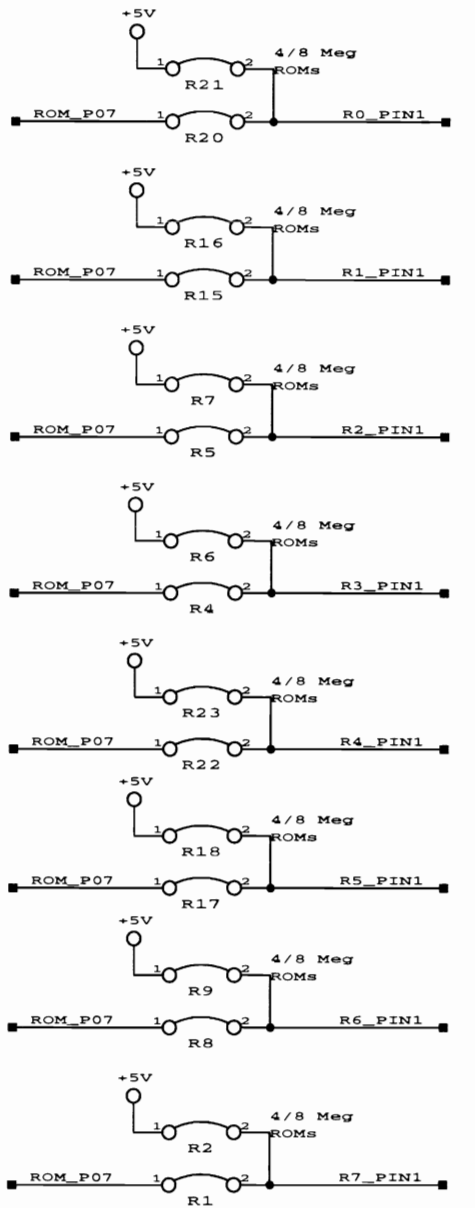 +5V
1 2 4/8 Meg
R21 ROMs
ROM_P07 1 2 R0_PIN1
R20
+5V
1 2 4/8 Meg
R16 ROMs
ROM_P07 1 2 R1_PIN1
R15
+5V
1 2 4/8 Meg
R7 ROMs
ROM_P07 1 2 R2_PIN1
R5
+5V
1 2 4/8 Meg
R6 ROMs
ROM_P07 1 2 R3_PIN1
R4
+5V
1 2 4/8 Meg
R23 ROMs
ROM_P07 1 2 R4_PIN1
R22
+5V
1 2 4/8 Meg
R18 ROMs
ROM_P07 1 2 R5_PIN1
R17
+5V
1 2 4/8 Meg
R9 ROMs
ROM_P07 1 2 R6_PIN1
R8
+5V
1 2 4/8 Meg
R2 ROMs
ROM_P07 1 2 R7_PIN1
R1